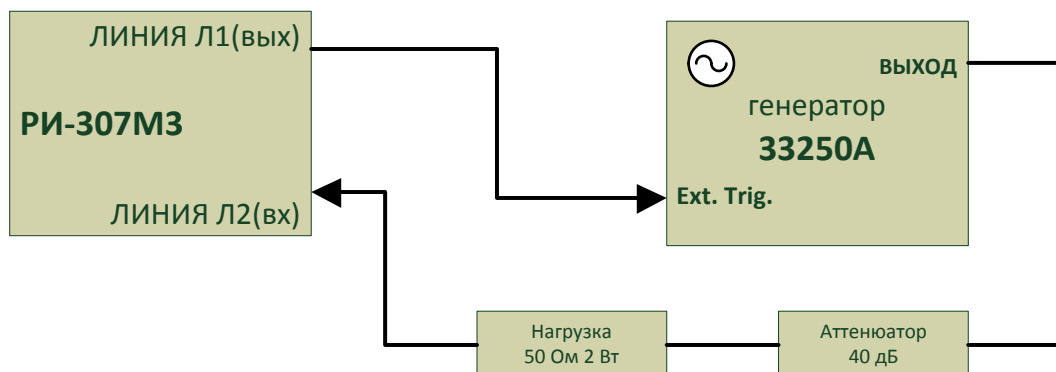 ЛИНИЯ Л1(вых)
РИ-307М3
ЛИНИЯ Л2(вх)
ВЫХОД
генератор
33250А
Ext. Trig.
Нагрузка
50 Ом 2 Вт
Аттенюатор
40 дБ